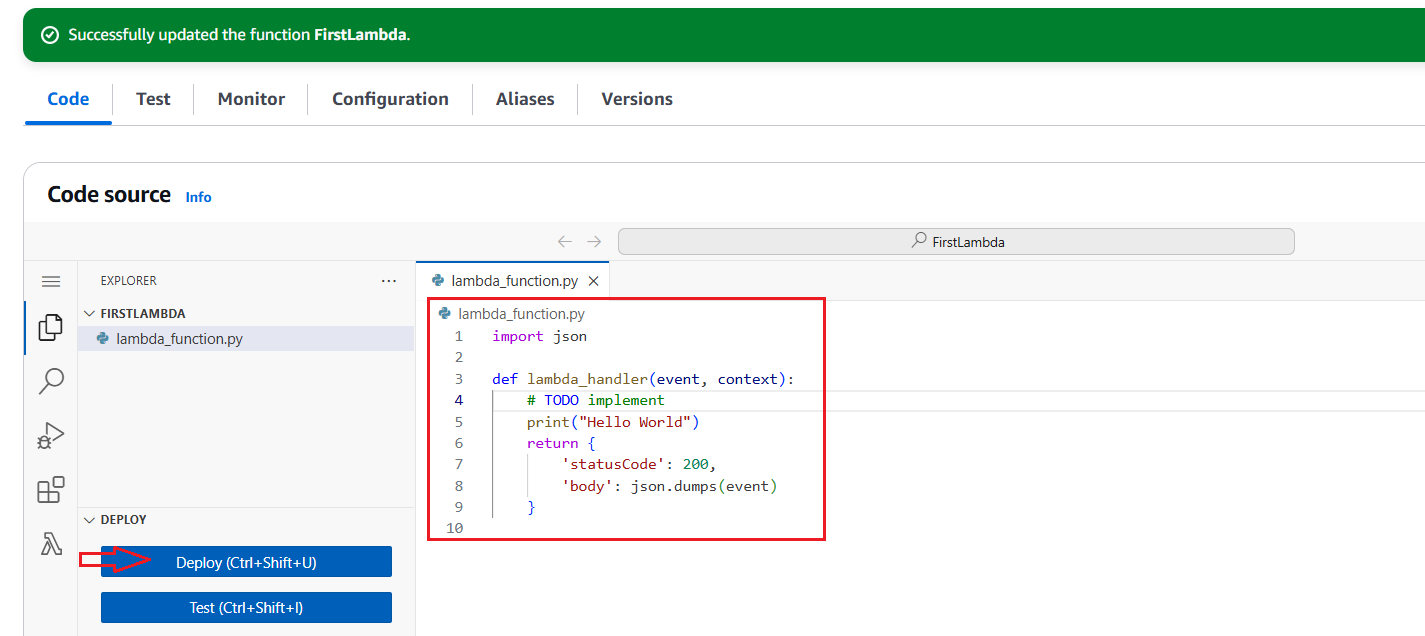 Successfully updated the function FirstLambda.
Code Test Monitor Configuration Aliases Versions
Code source Info
FirstLambda
EXPLORER ...
FIRSTLAMBDA
lambda_function.py
DEPLOY
Deploy (Ctrl+Shift+U)
Test (Ctrl+Shift+I)
lambda_function.py
lambda_function.py
1 import json
2
3 def lambda_handler(event, context):
4     # TODO implement
5     print("Hello World")
6     return {
7         'statusCode': 200,
8         'body': json.dumps(event)
9     }
10